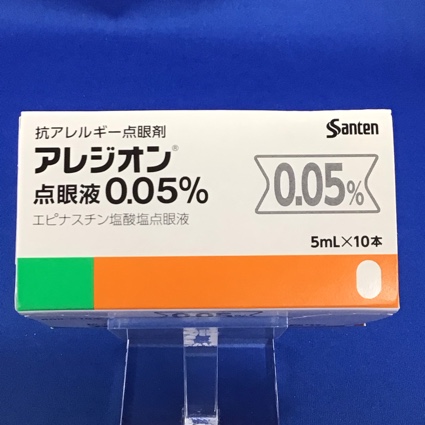 抗アレルギー点眼剤
アレジオン®
点眼液0.05%
エピナスチン塩酸塩点眼液
Santen
0.05%
5mL×10本
0.05%